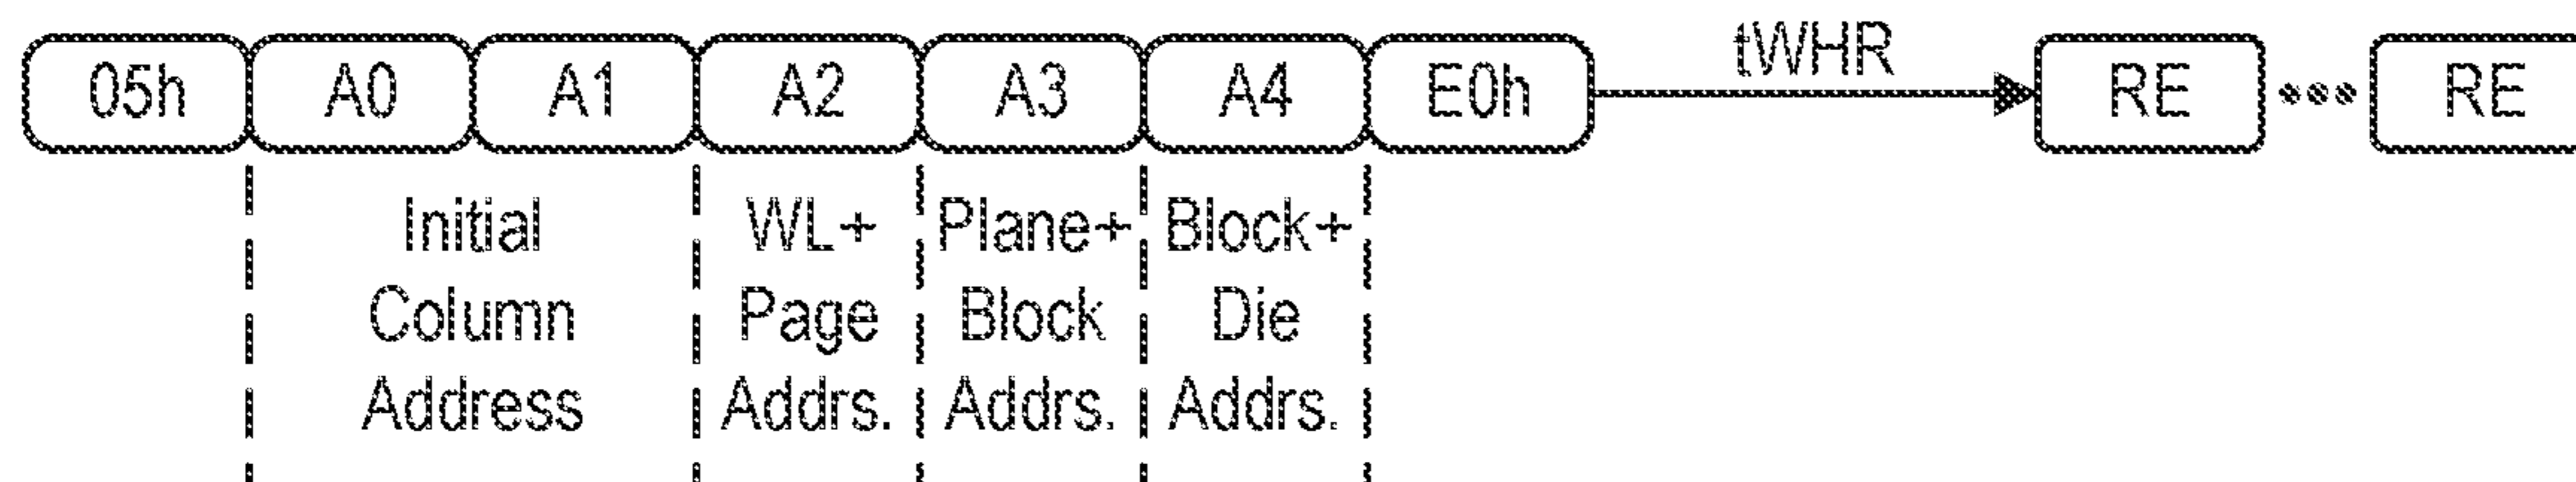 tWHR
05h A0 A1 A2 A3 A4 E0h RE ••• RE
Initial WL+ Plane+ Block+
Column Page Block Die
Address Addrs. Addrs. Addrs.